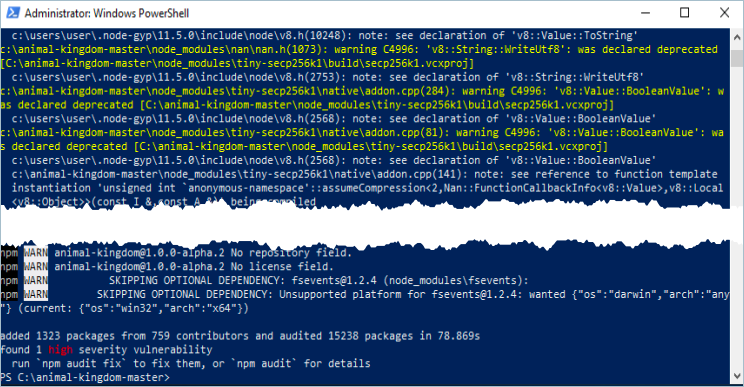 Administrator: Windows PowerShell
c:\users\user\.node-gyp\11.5.0\include\node\v8.h(10248): note: see declaration of 'v8::Value::ToString'
c:\animal-kingdom-master\node_modules\nan\nan.h(1073): warning C4996: 'v8::String::WriteUtf8': was declared deprecated
[C:\animal-kingdom-master\node_modules\tiny-secp256k1\build\secp256k1.vcxproj]
c:\users\user\.node-gyp\11.5.0\include\node\v8.h(2753): note: see declaration of 'v8::String::WriteUtf8'
c:\animal-kingdom-master\node_modules\tiny-secp256k1\native\addon.cpp(284): warning C4996: 'v8::Value::BooleanValue': w
as declared deprecated [C:\animal-kingdom-master\node_modules\tiny-secp256k1\build\secp256k1.vcxproj]
c:\users\user\.node-gyp\11.5.0\include\node\v8.h(2568): note: see declaration of 'v8::Value::BooleanValue'
c:\animal-kingdom-master\node_modules\tiny-secp256k1\native\addon.cpp(81): warning C4996: 'v8::Value::BooleanValue': wa
s declared deprecated [C:\animal-kingdom-master\node_modules\tiny-secp256k1\build\secp256k1.vcxproj]
c:\users\user\.node-gyp\11.5.0\include\node\v8.h(2568): note: see declaration of 'v8::Value::BooleanValue'
c:\animal-kingdom-master\node_modules\tiny-secp256k1\native\addon.cpp(141): note: see reference to function template
instantiation 'unsigned int `anonymous-namespace'::assumeCompression<2,Nan::FunctionCallbackInfo<v8::Value>,v8::Local
<v8::Object>>(const I &,const A &)' being compiled
npm WARN animal-kingdom@1.0.0-alpha.2 No repository field.
npm WARN animal-kingdom@1.0.0-alpha.2 No license field.
npm WARN SKIPPING OPTIONAL DEPENDENCY: fsevents@1.2.4 (node_modules\fsevents):
npm WARN SKIPPING OPTIONAL DEPENDENCY: Unsupported platform for fsevents@1.2.4: wanted {"os":"darwin","arch":"any
"} (current: {"os":"win32","arch":"x64"})
added 1323 packages from 759 contributors and audited 15238 packages in 78.869s
found 1 high severity vulnerability
run `npm audit fix` to fix them, or `npm audit` for details
PS C:\animal-kingdom-master>